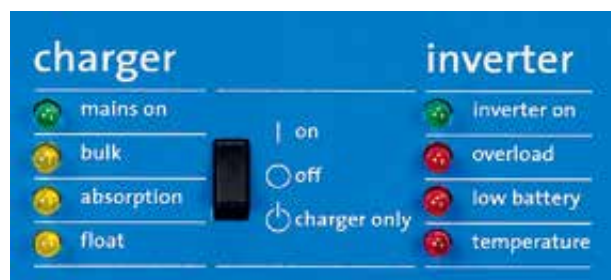 charger
mains on
bulk
absorption
float
on
off
charger only
inverter
inverter on
overload
low battery
temperature